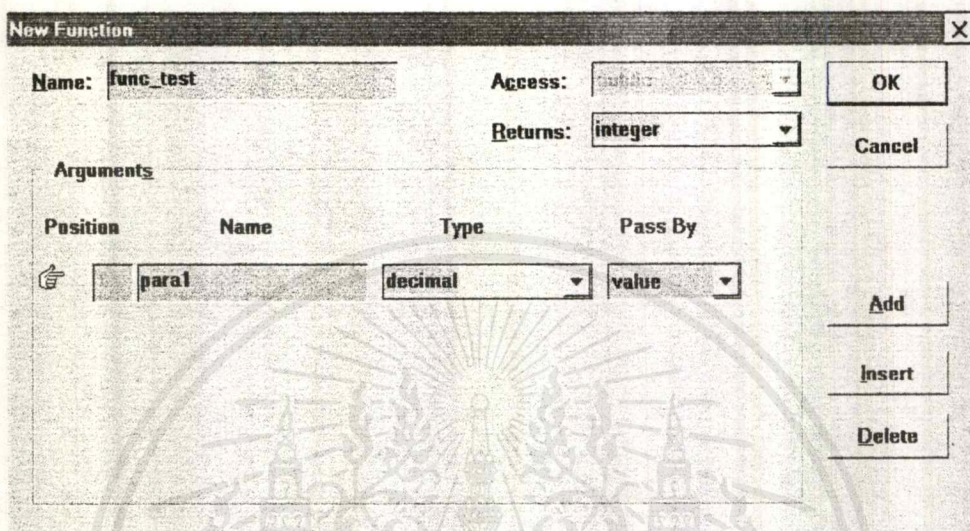 New Function
Name: func_test
Access: public
OK
Returns: integer
Cancel
Arguments
Position Name Type Pass By
para1 decimal value
Add
Insert
Delete